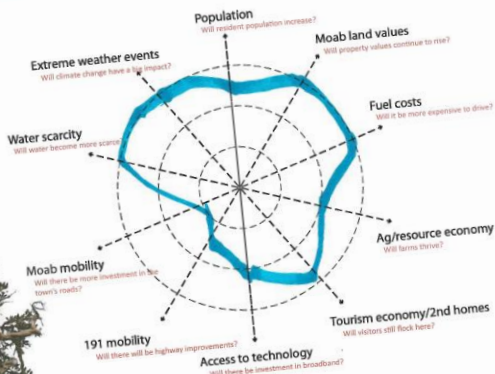 Population
Will resident population increase?
Moab land values
Will property values continue to rise?
Extreme weather events
Will climate change have a big impact?
Fuel costs
Will it be more expensive to drive?
Water scarcity
Will water become more scarce
Ag/resource economy
Will farms thrive?
Moab mobility
Will there be more investment in the
town's roads?
Tourism economy/2nd homes
Will visitors still flock here?
191 mobility
Will there will be highway improvements?
Access to technology
Will there be investment in broadband?